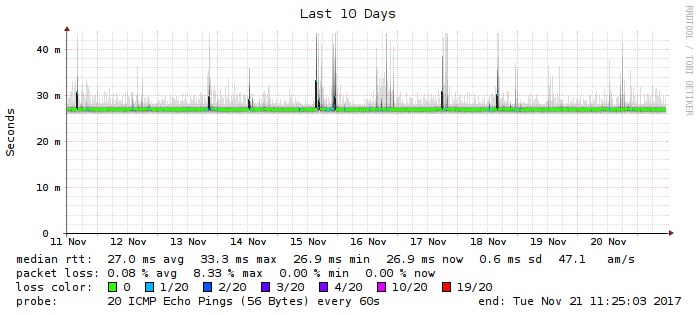 Last 10 Days
RRDTOOL / TOBI OETIKER
Seconds
40 m
30 m
20 m
10 m
0
11 Nov 12 Nov 13 Nov 14 Nov 15 Nov 16 Nov 17 Nov 18 Nov 19 Nov 20 Nov
median rtt: 27.0 ms avg 33.3 ms max 26.9 ms min 26.9 ms now 0.6 ms sd 47.1 am/s
packet loss: 0.08 % avg 8.33 % max 0.00 % min 0.00 % now
loss color: 0 1/20 2/20 3/20 4/20 10/20 19/20
probe: 20 ICMP Echo Pings (56 Bytes) every 60s end: Tue Nov 21 11:25:03 2017